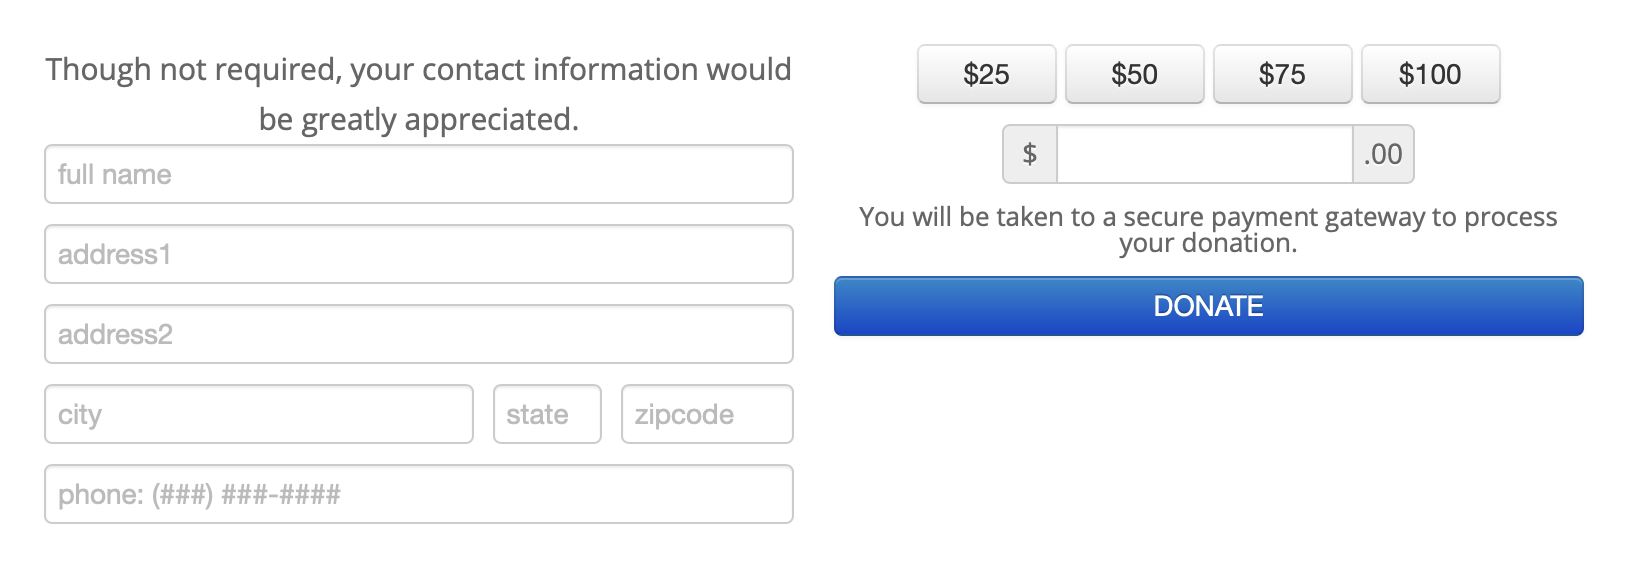 Though not required, your contact information would
be greatly appreciated.
full name
address1
address2
city state zipcode
phone: (###) ###-####
$25 $50 $75 $100
$ .00
You will be taken to a secure payment gateway to process
your donation.
DONATE